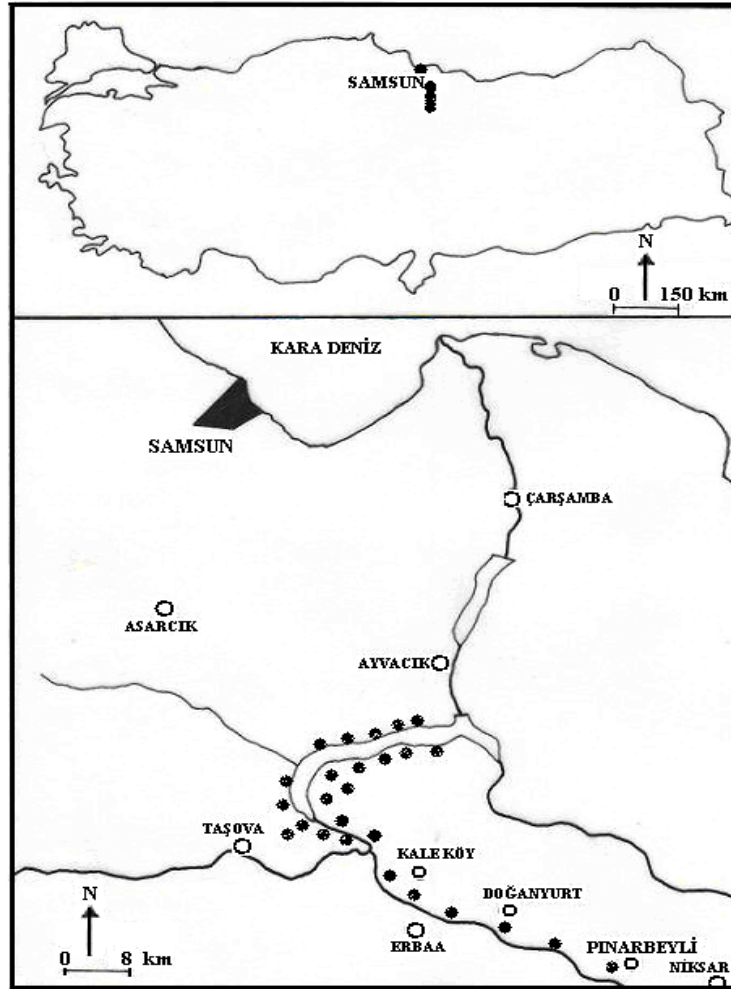 SAMSUN
N
0 150 km
KARA DENİZ
SAMSUN
ÇARŞAMBA
ASARCIK
AYVACIK
TAŞOVA
KALE KÖY
DOĞANYURT
N
ERBAA
PINARBEYLİ
NİKSAR
0 8 km